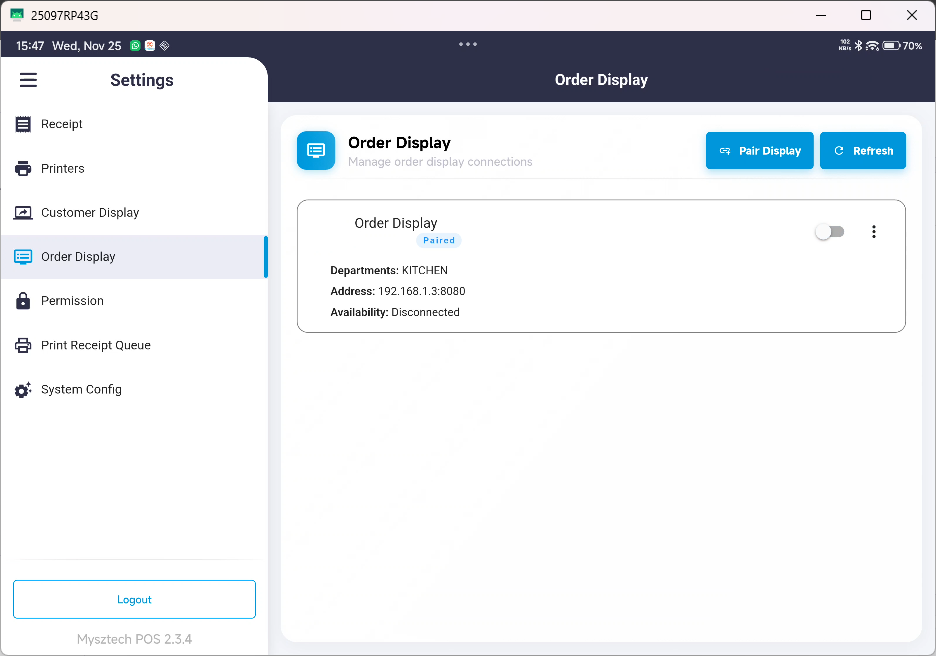 25097RP43G
15:47 Wed, Nov 25
102 KB/s 70%
Settings
Order Display
Receipt
Printers
Customer Display
Order Display
Permission
Print Receipt Queue
System Config
Logout
Mysztech POS 2.3.4
Order Display
Manage order display connections
Pair Display
Refresh
Order Display
Paired
Departments: KITCHEN
Address: 192.168.1.3:8080
Availability: Disconnected